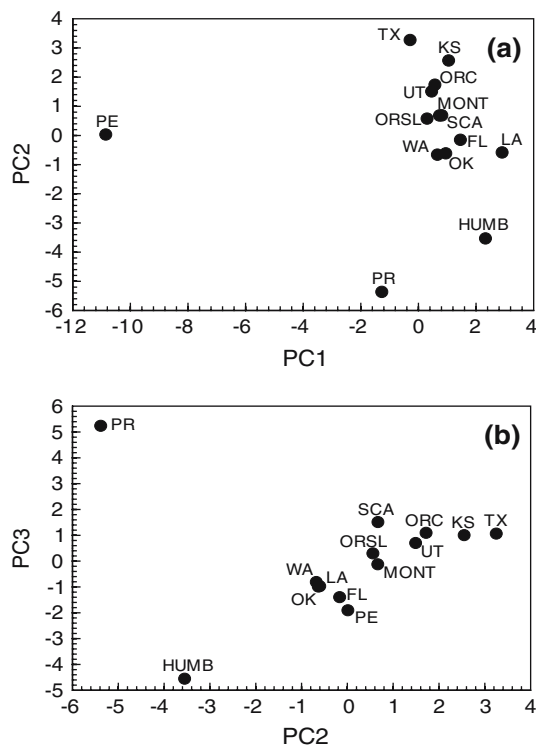 4
3
2
1
0
-1
-2
-3
-4
-5
-6
PC2
TX
(a)
KS
ORC
UT
MONT
PE
ORSL
SCA
FL
LA
WA
OK
HUMB
PR
-12 -10 -8 -6 -4 -2 0 2 4
PC1
6
5
4
3
2
1
0
-1
-2
-3
-4
-5
PC3
PR
(b)
SCA
ORC
KS
TX
ORSL
UT
WA
LA
MONT
OK
FL
PE
HUMB
-6 -5 -4 -3 -2 -1 0 1 2 3 4
PC2